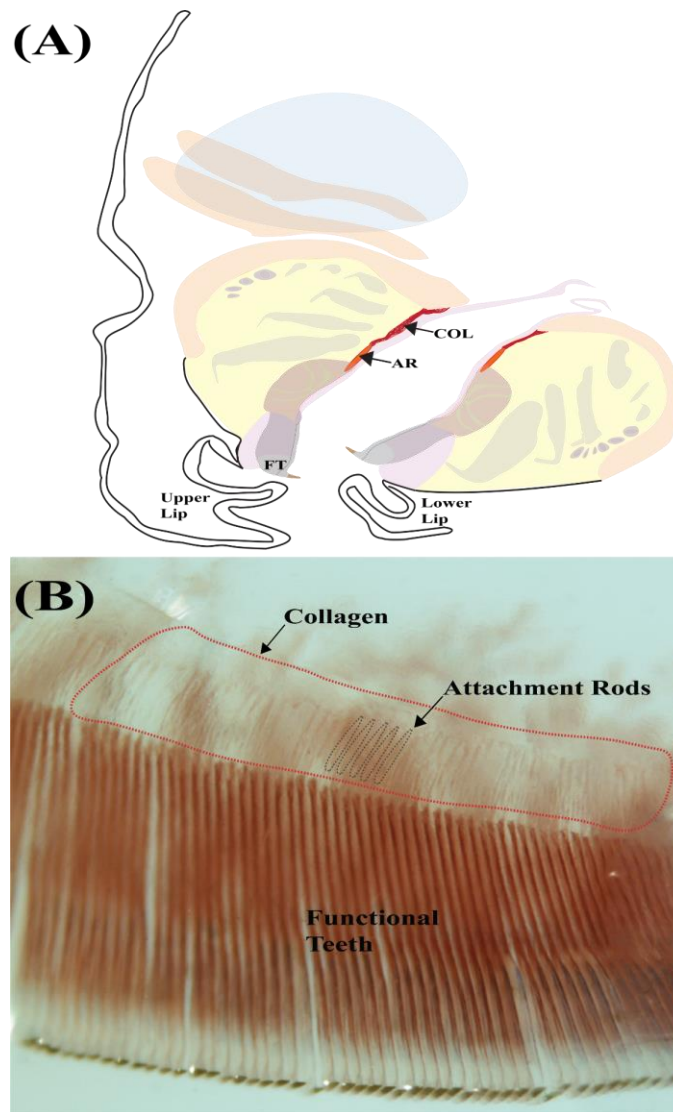 (A)
COL
AR
FT
Upper
Lip
Lower
Lip
(B)
Collagen
Attachment Rods
Functional
Teeth